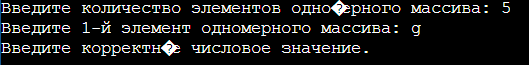 Введите количество элементов одно�ерного массива: 5
Введите 1-й элемент одномерного массива: g
Введите корректн�е числовое значение.